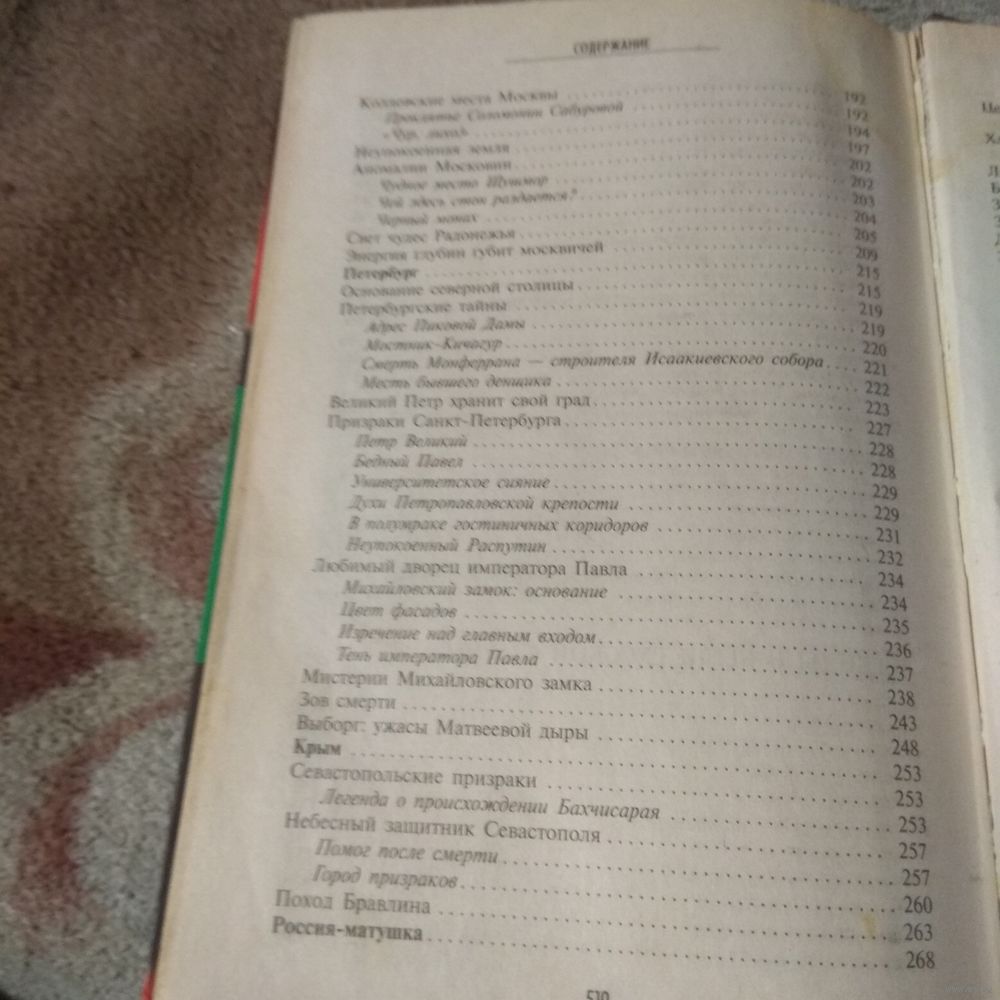 СОДЕРЖАНИЕ
Колдовские места Москвы 192
Проклятье Соломонии Сабуровой 192
«Чур, лихо!» 194
Неупокоенная земля 197
Аномалии Московии 202
Чудное место Шушмор 202
Чей здесь стон раздается? 203
Черный монах 204
Свет чудес Радонежья 205
Энергия глубин губит москвичей 209
Петербург 215
Основание северной столицы 215
Петербургские тайны 219
Адрес Пиковой Дамы 219
Мостник-Кичагур 220
Смерть Монферрана — строителя Исаакиевского собора 221
Месть бывшего денщика 222
Великий Петр хранит свой град 223
Призраки Санкт-Петербурга 227
Петр Великий 228
Бедный Павел 228
Университетское сияние 229
Духи Петропавловской крепости 229
В полумраке гостиничных коридоров 231
Неупокоенный Распутин 232
Любимый дворец императора Павла 234
Михайловский замок: основание 234
Цвет фасадов 235
Изречение над главным входом 236
Тень императора Павла 237
Мистерии Михайловского замка 238
Зов смерти 243
Выборг: ужасы Матвеевой дыры 248
Крым 253
Севастопольские призраки 253
Легенда о происхождении Бахчисарая 253
Небесный защитник Севастополя 257
Помог после смерти 257
Город призраков 260
Поход Бравлина 263
Россия-матушка 268
510